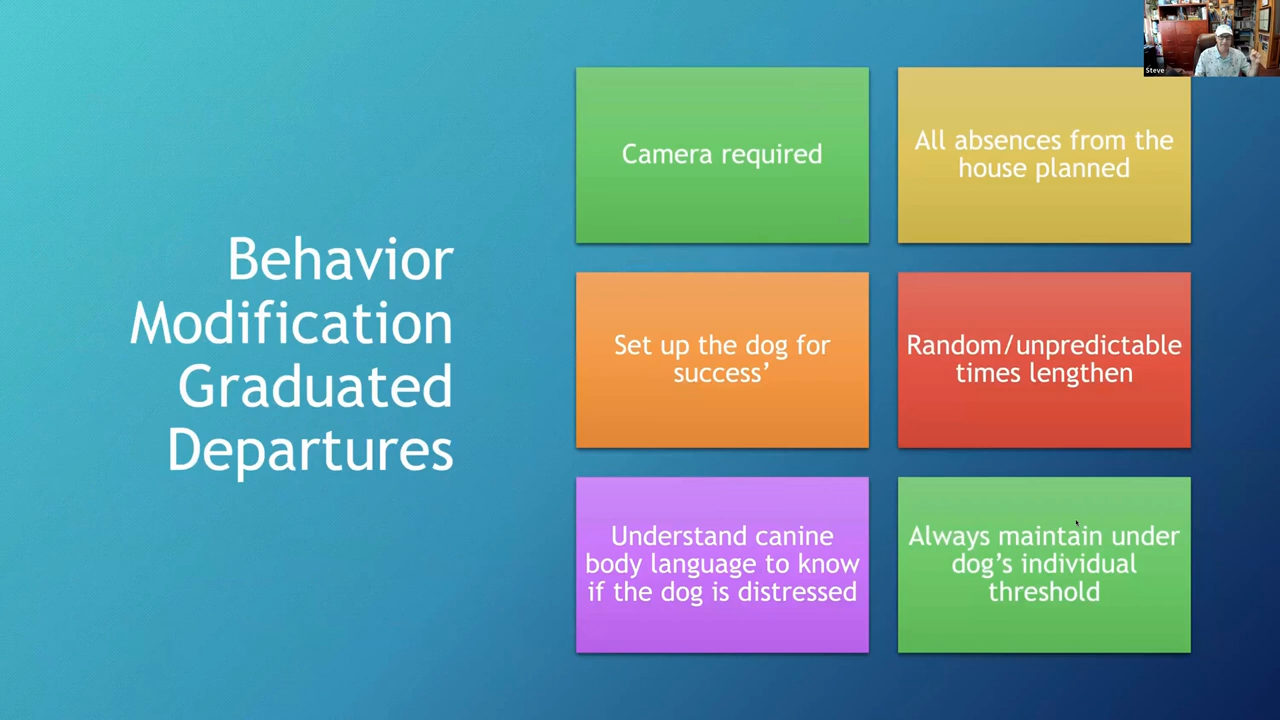 Behavior
Modification
Graduated
Departures
Camera required
All absences from the
house planned
Set up the dog for
success’
Random/unpredictable
times lengthen
Understand canine
body language to know
if the dog is distressed
Always maintain under
dog’s individual
threshold
Steve